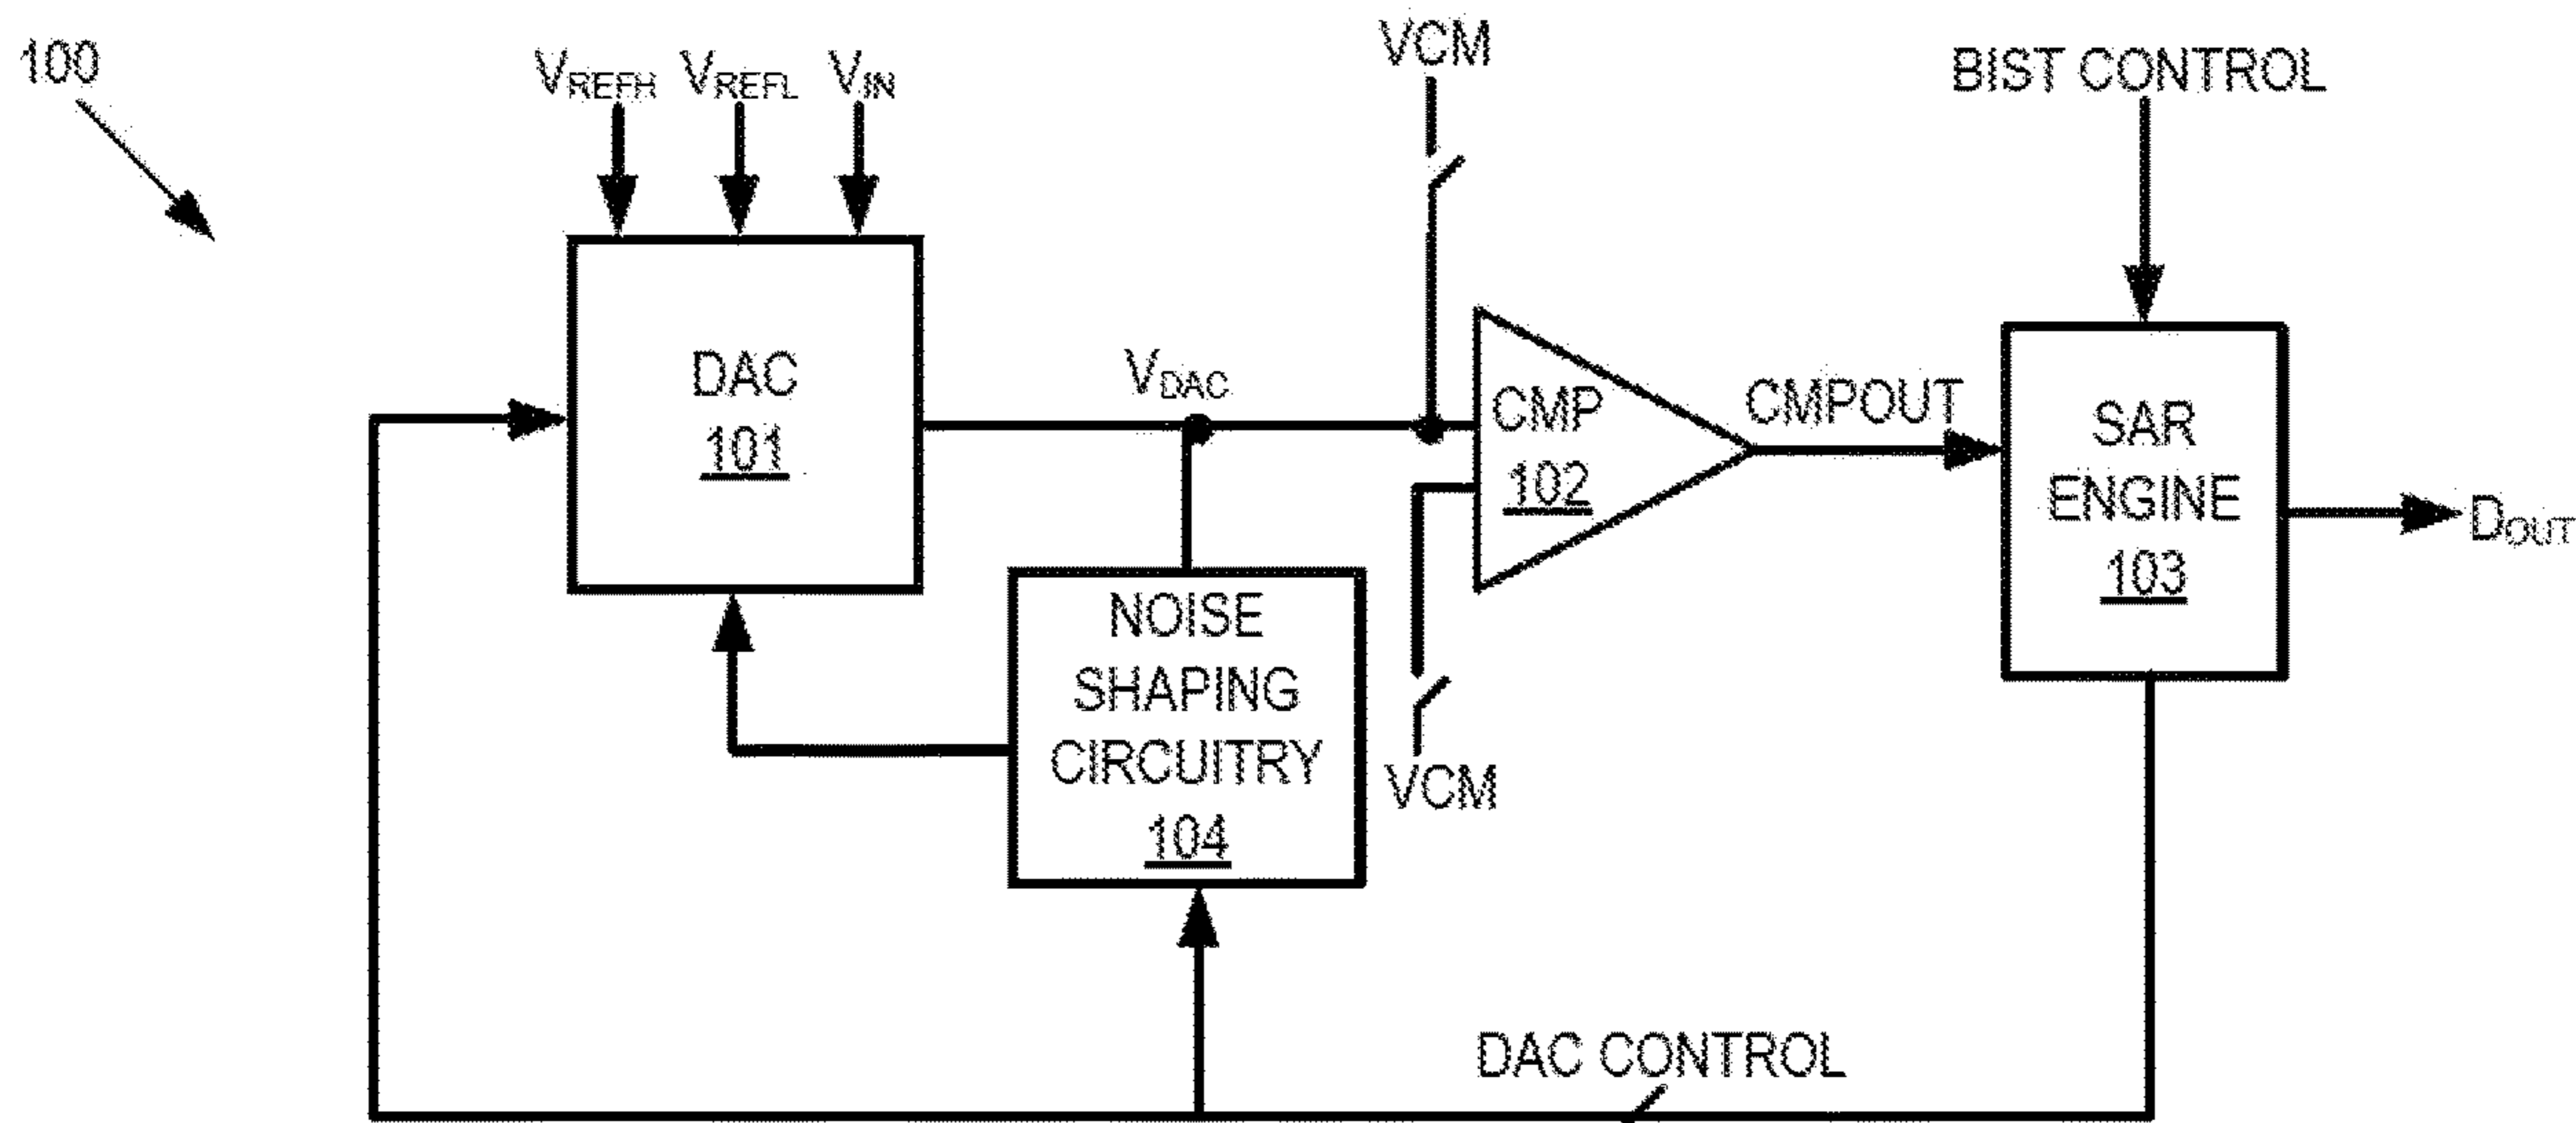 100
VREFH VREFL VIN
VCM
BIST CONTROL
DAC
101
VDAC
CMP
102
CMPOUT
SAR
ENGINE
103
DOUT
NOISE
SHAPING
CIRCUITRY
104
VCM
DAC CONTROL